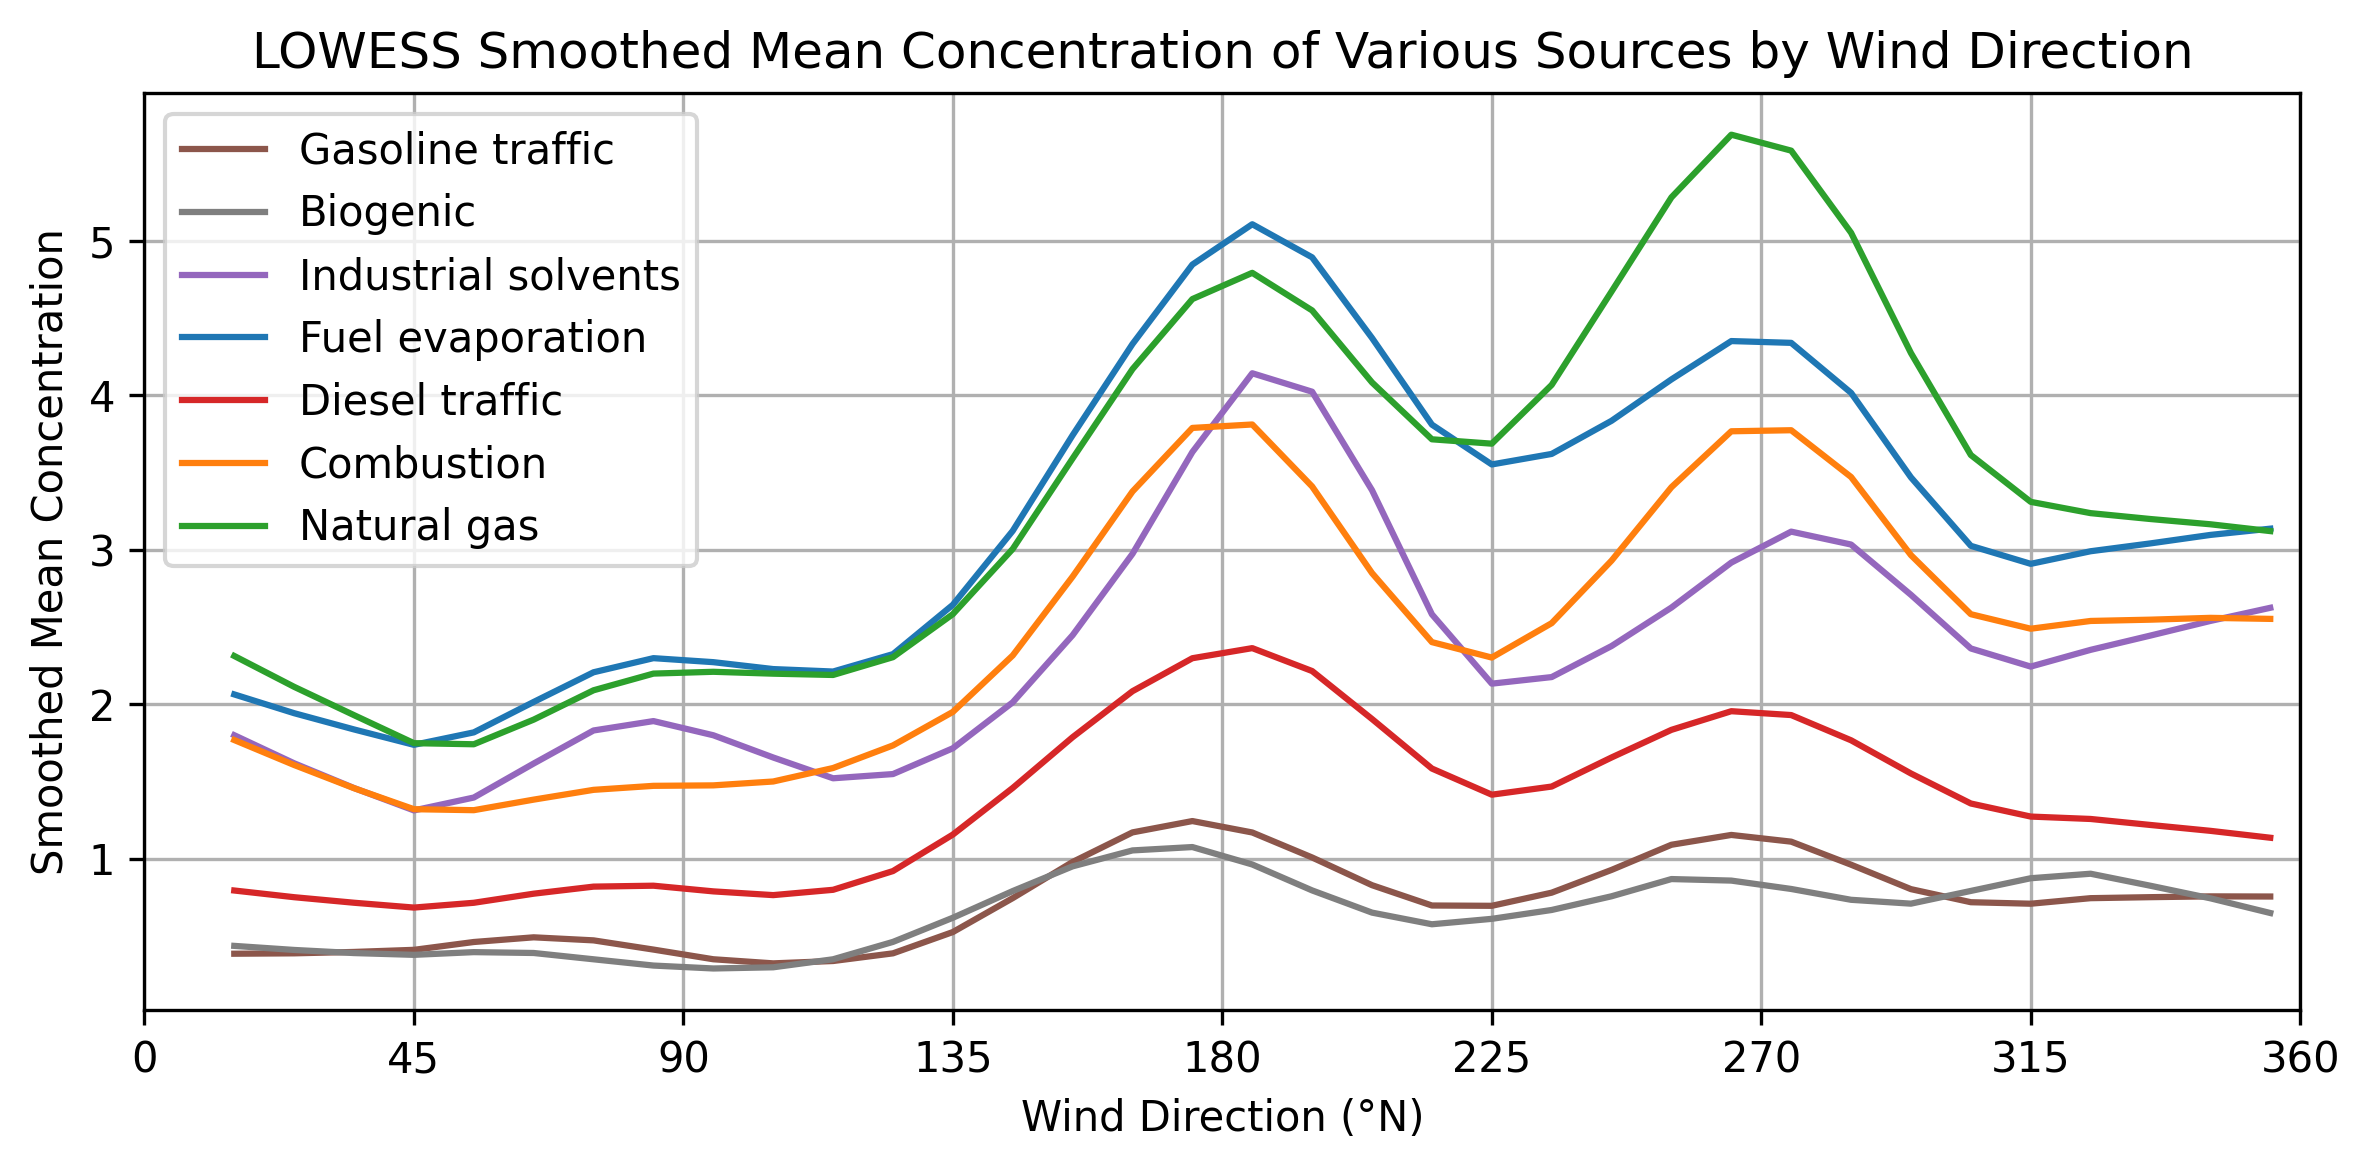 LOWESS Smoothed Mean Concentration of Various Sources by Wind Direction
Gasoline traffic
Biogenic
Industrial solvents
Fuel evaporation
Diesel traffic
Combustion
Natural gas
Smoothed Mean Concentration
5
4
3
2
1
0 45 90 135 180 225 270 315 360
Wind Direction (°N)